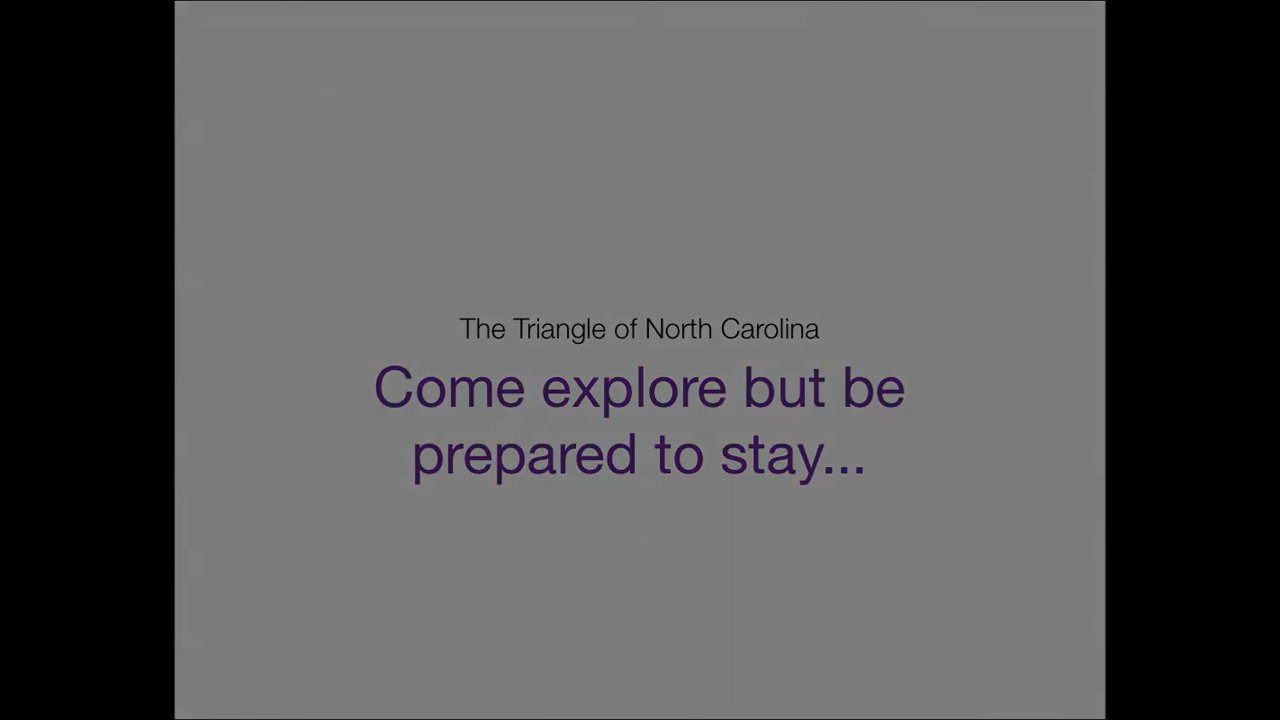 The Triangle of North Carolina
Come explore but be
prepared to stay...